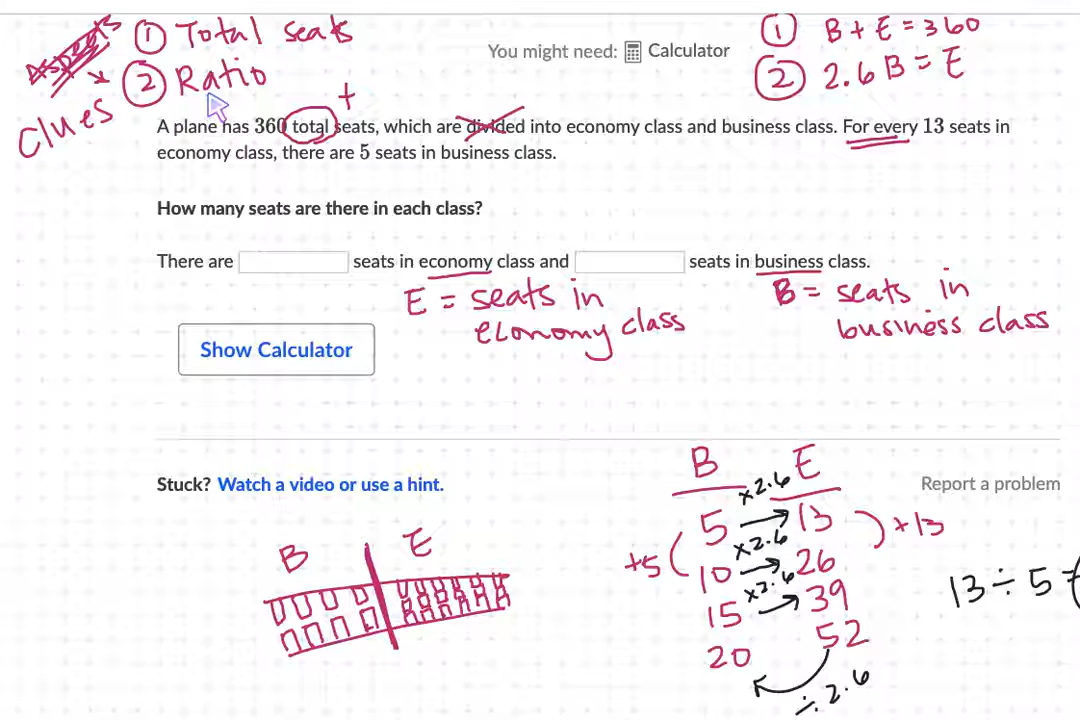 ① Total seats
② Ratio
Clues
① B + E = 360
② 2.6 B = E
You might need: Calculator
+
A plane has 360 total seats, which are divided into economy class and business class. For every 13 seats in
economy class, there are 5 seats in business class.
How many seats are there in each class?
There are seats in economy class and seats in business class.
E = seats in
economy class
B = seats in
business class
Show Calculator
Stuck? Watch a video or use a hint.
Report a problem
B E
B E
×2.6
5 13
+5 +13
×2.6
10 26
×2.6
15 39
20 52
÷2.6
13 ÷ 5 =